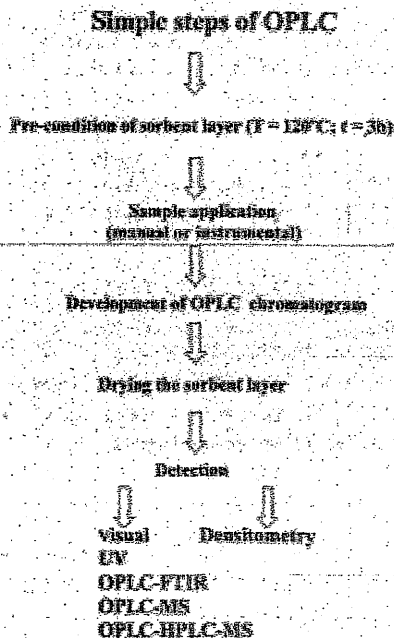 Simple steps of OPLC
Pre-condition of sorbent layer (T = 120°C; t = 3h)
Sample application
(manual or instrumental)
Development of OPLC chromatogram
Drying the sorbent layer
Detection
Visual Densitometry
UV
OPLC-FTIR
OPLC-MS
OPLC-HPLC-MS